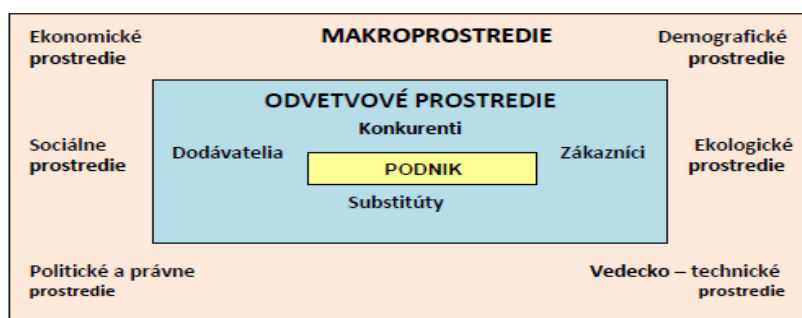 Ekonomické prostredie
MAKROPROSTREDIE
Demografické prostredie
ODVETVOVÉ PROSTREDIE
Konkurenti
Sociálne prostredie
Dodávatelia
PODNIK
Zákazníci
Ekologické prostredie
Substitúty
Politické a právne prostredie
Vedecko – technické prostredie